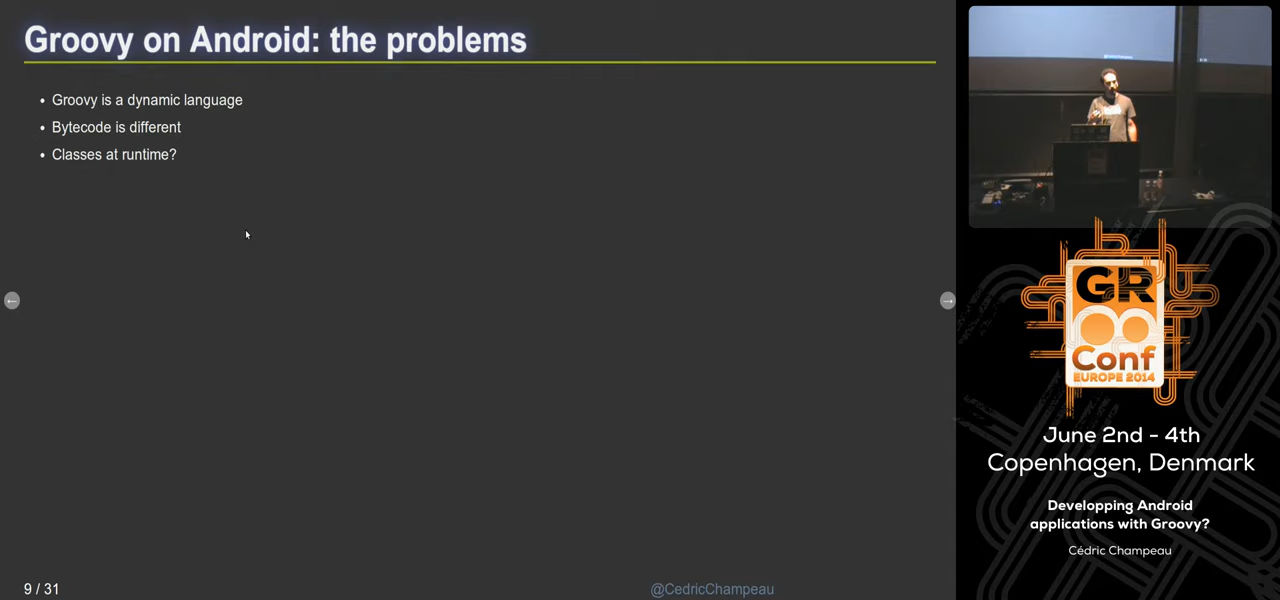 Groovy on Android: the problems
Groovy is a dynamic language
Bytecode is different
Classes at runtime?
9 / 31
@CedricChampeau
GR
Conf
EUROPE 2014
June 2nd - 4th
Copenhagen, Denmark
Developping Android
applications with Groovy?
Cédric Champeau